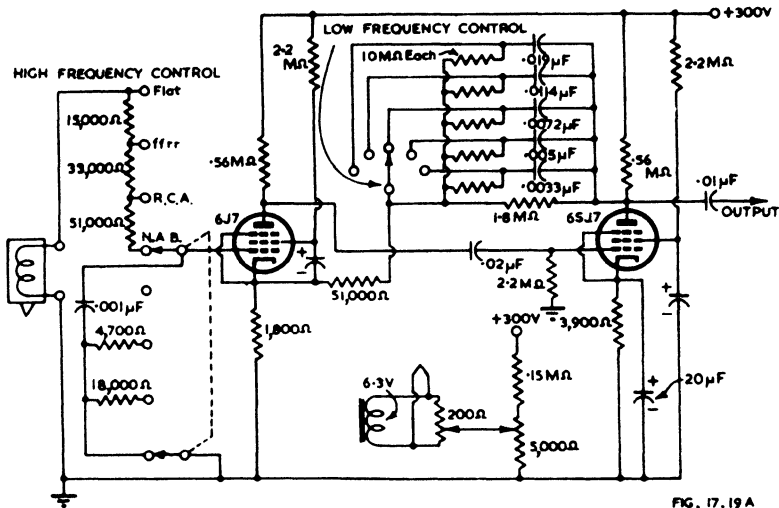 +300V
LOW FREQUENCY CONTROL
2·2
MΩ
10MΩ Each
·019µF
2·2MΩ
HIGH FREQUENCY CONTROL
Flat
15,000Ω
·0114µF
·0072µF
ffrr
33,000Ω
·56MΩ
·005µF
·56
MΩ
·0033µF
·01µF
R.C.A.
51,000Ω
1·8MΩ
OUTPUT
N.A.B.
6J7
6SJ7
+
-
·02µF
51,000Ω
2·2MΩ
·001µF
+300V
3,900Ω
+
-
4,700Ω
1,800Ω
·15MΩ
18,000Ω
6·3V
200Ω
+
-
20µF
5,000Ω
FIG. 17.19A